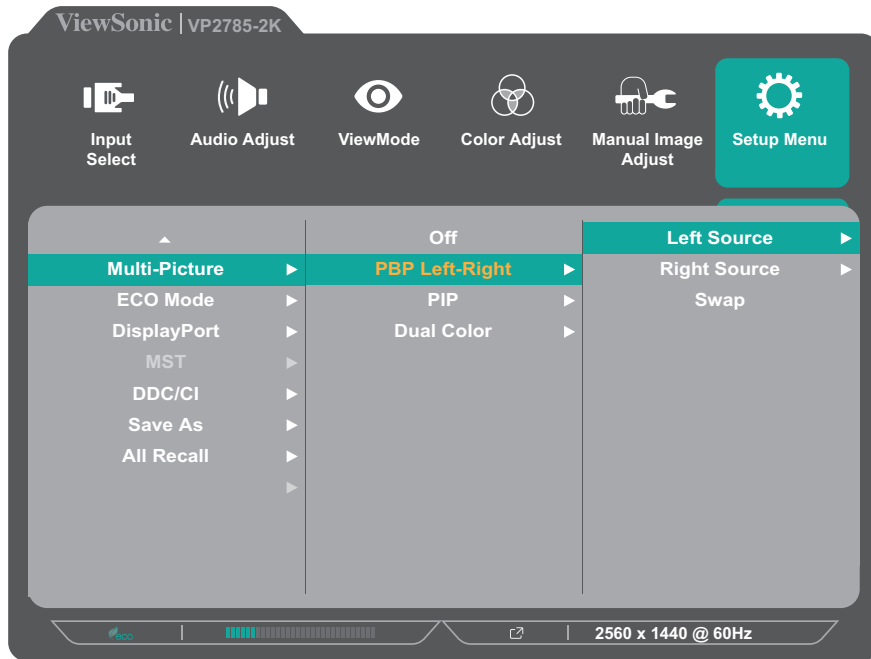 ViewSonic | VP2785-2K
Input Select
Audio Adjust
ViewMode
Color Adjust
Manual Image Adjust
Setup Menu
Multi-Picture
ECO Mode
DisplayPort
MST
DDC/CI
Save As
All Recall
Off
PBP Left-Right
PIP
Dual Color
Left Source
Right Source
Swap
eco
2560 x 1440 @ 60Hz